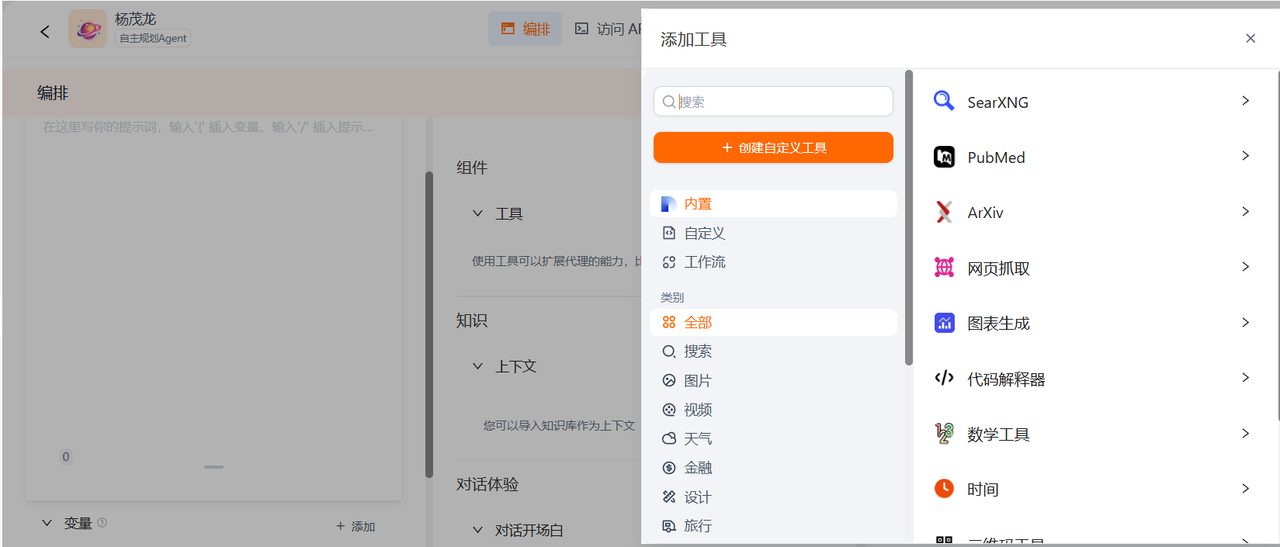 杨茂龙
自主规划Agent
编排
访问 AP
编排
在这里写你的提示词，输入'{' 插入变量、输入'/' 插入提示...
0
变量
添加
组件
工具
使用工具可以扩展代理的能力，比
知识
上下文
您可以导入知识库作为上下文
对话体验
对话开场白
添加工具
搜索
创建自定义工具
内置
自定义
工作流
类别
全部
搜索
图片
视频
天气
金融
设计
旅行
SearXNG
PubMed
ArXiv
网页抓取
图表生成
代码解释器
数学工具
时间
二维码工具